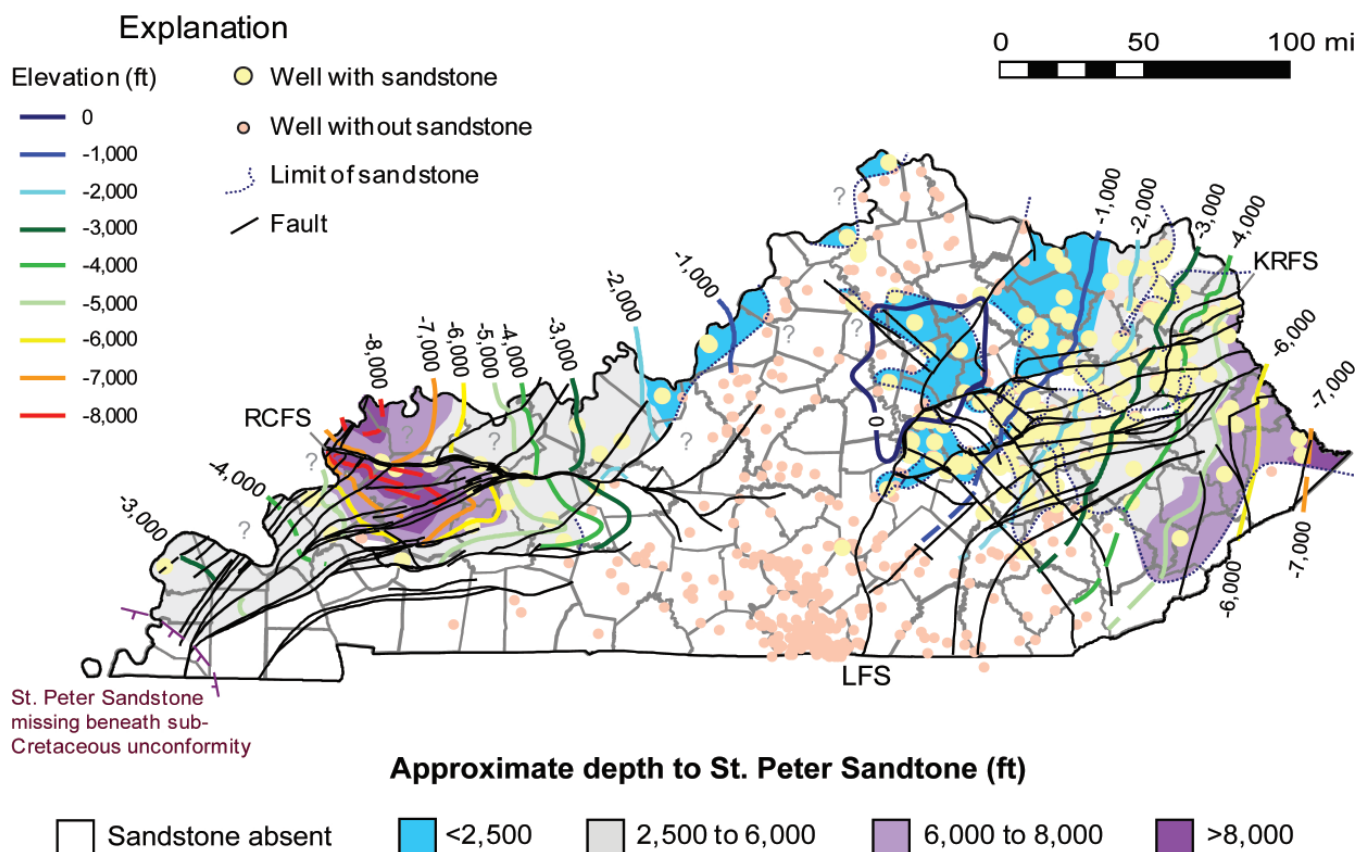 Explanation
Elevation (ft)
0
-1,000
-2,000
-3,000
-4,000
-5,000
-6,000
-7,000
-8,000
Well with sandstone
Well without sandstone
Limit of sandstone
Fault
0 50 100 mi
?
-1,000
-2,000
-3,000
-4,000
KRFS
-6,000
-7,000
-1,000
-2,000
-3,000
-4,000
-5,000
-6,000
-7,000
-8,000
RCFS
-4,000
-3,000
?
?
?
?
?
?
?
0
-6,000
-7,000
LFS
St. Peter Sandstone
missing beneath sub-
Cretaceous unconformity
Approximate depth to St. Peter Sandtone (ft)
Sandstone absent
<2,500
2,500 to 6,000
6,000 to 8,000
>8,000